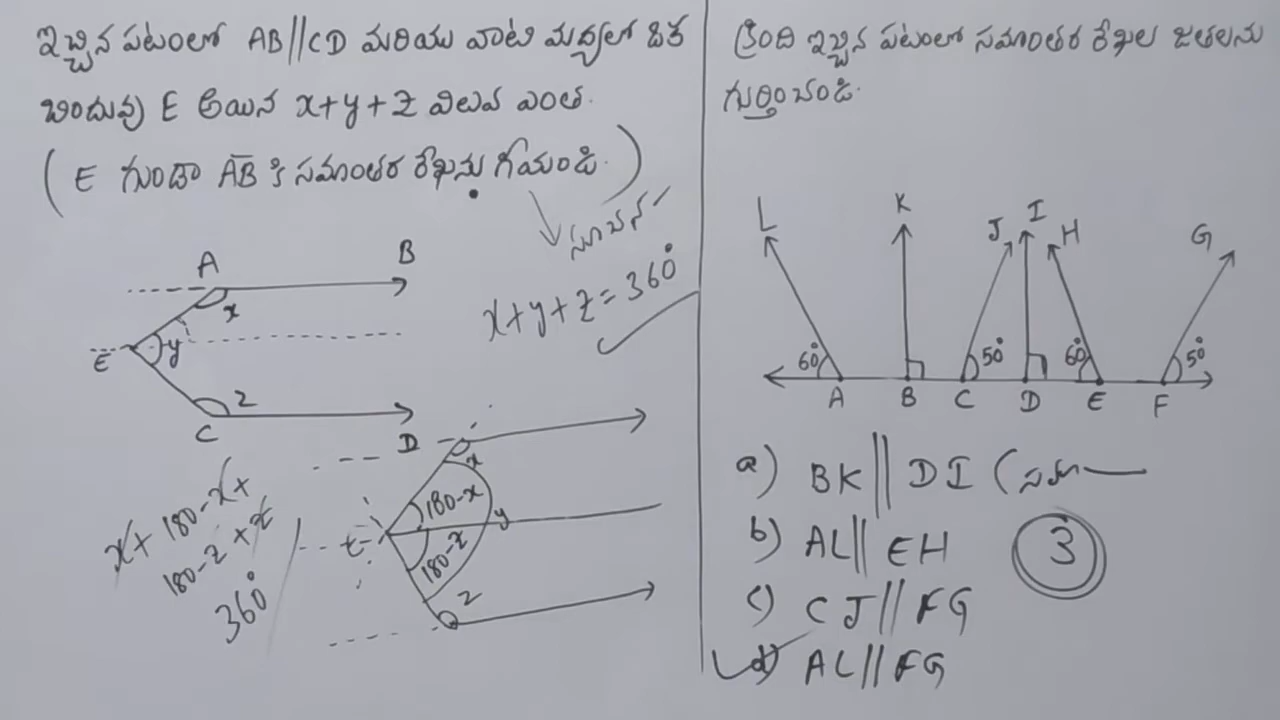 ఇచ్చిన పటంలో AB//CD మరియు వాటి మధ్యలో ఒక
బిందువు E అయిన x+y+z విలువ ఎంత.
( E గుండా AB కి సమాంతర రేఖను గీయండి. )
సూచన
x+y+z=360°
A B
x
E y
z
C D
x
180-x
E y
180-z
z
x+180-x+
180-z+z
360°
క్రింది ఇచ్చిన పటంలో సమాంతర రేఖల జతలను
గుర్తించండి.
L K J I H G
60° 50° 60° 50°
A B C D E F
a) BK // DI (సమా
b) AL// EH
3
c) CJ//FG
d) AL//FG